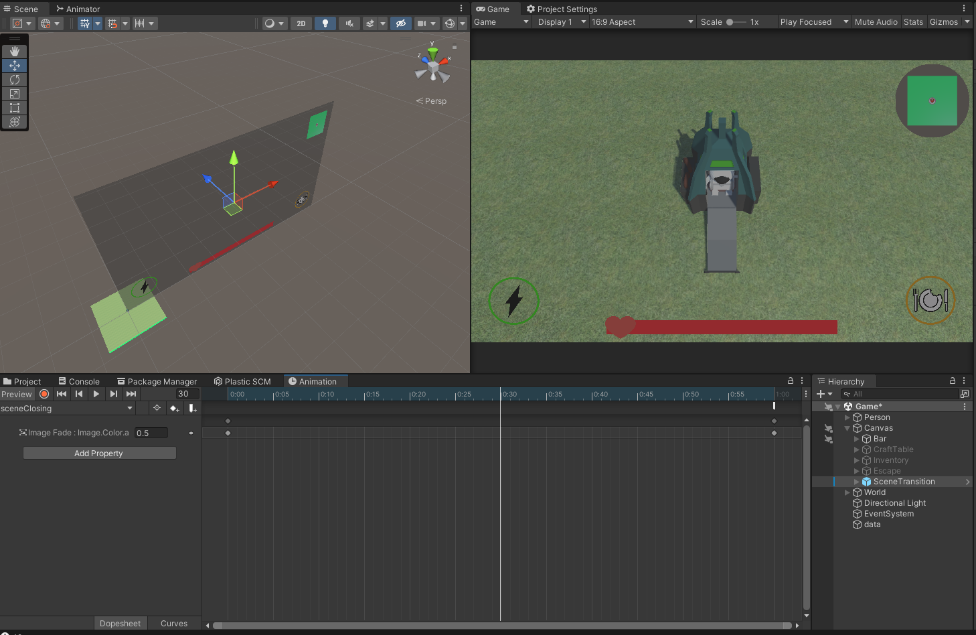 Scene Animator
Game Project Settings
2D
Game Display 1 16:9 Aspect Scale 1x Play Focused Mute Audio Stats Gizmos
y
x
z
Persp
Project Console Package Manager Plastic SCM Animation
Preview 30
0:00 0:05 0:10 0:15 0:20 0:25 0:30 0:35 0:40 0:45 0:50 0:55 1:00
sceneClosing
Image Fade : Image.Color.a 0.5
Add Property
Dopesheet Curves
Hierarchy
All
Game*
Person
Canvas
Bar
CraftTable
Inventory
Escape
SceneTransition
World
Directional Light
EventSystem
data